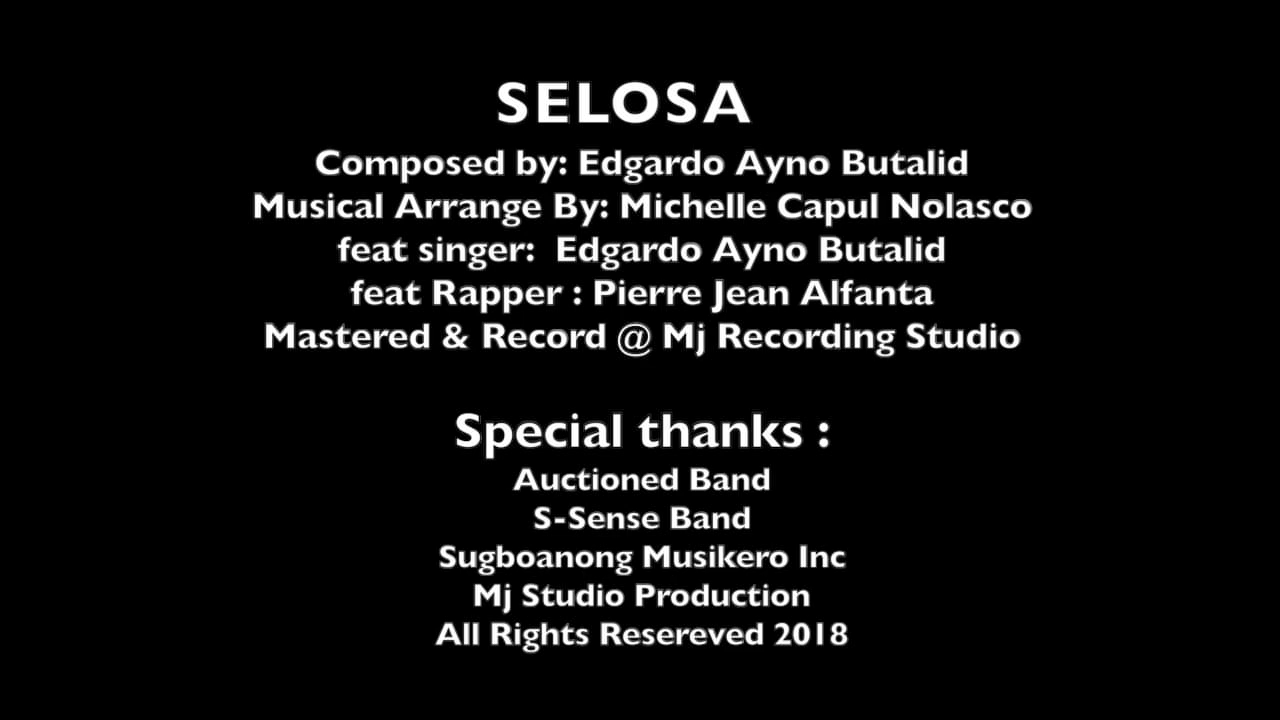 SELOSA
Composed by: Edgardo Ayno Butalid
Musical Arrange By: Michelle Capul Nolasco
feat singer:  Edgardo Ayno Butalid
feat Rapper : Pierre Jean Alfanta
Mastered & Record @ Mj Recording Studio
Special thanks :
Auctioned Band
S-Sense Band
Sugboanong Musikero Inc
Mj Studio Production
All Rights Resereved 2018